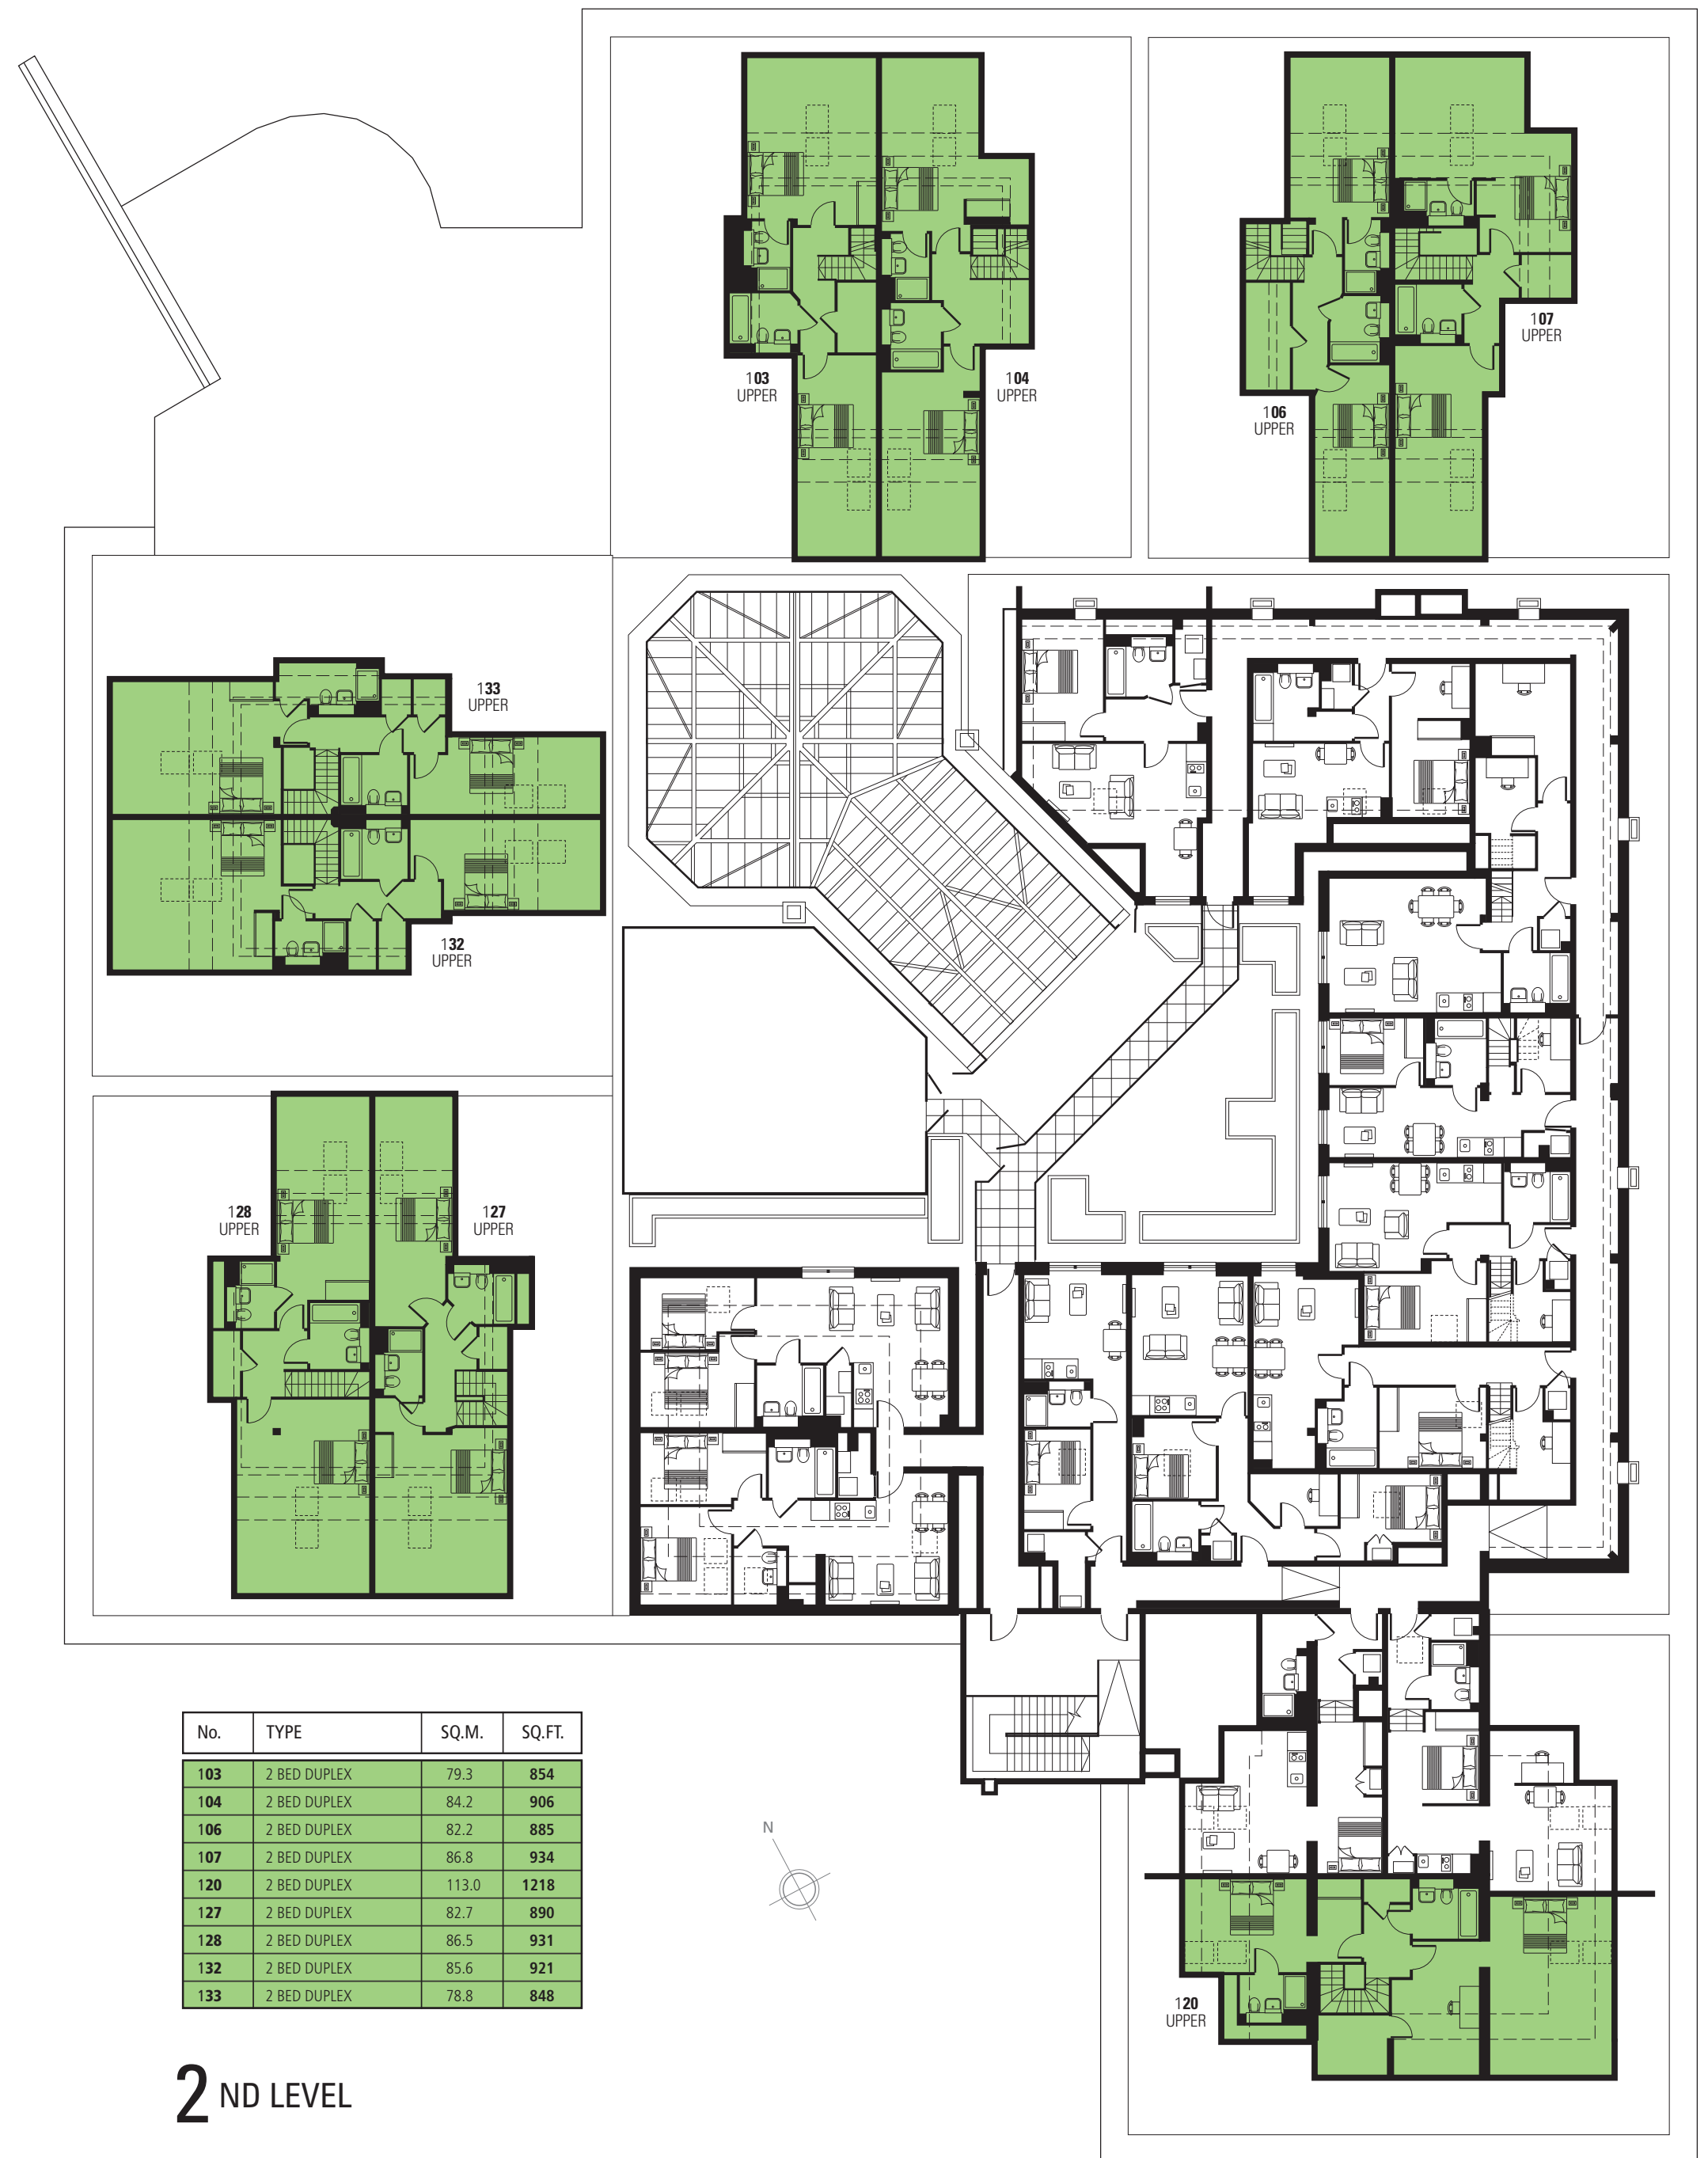 103
UPPER
104
UPPER
106
UPPER
107
UPPER
133
UPPER
132
UPPER
128
UPPER
127
UPPER
No. TYPE SQ.M. SQ.FT.
103 2 BED DUPLEX 79.3 854
104 2 BED DUPLEX 84.2 906
106 2 BED DUPLEX 82.2 885
107 2 BED DUPLEX 86.8 934
120 2 BED DUPLEX 113.0 1218
127 2 BED DUPLEX 82.7 890
128 2 BED DUPLEX 86.5 931
132 2 BED DUPLEX 85.6 921
133 2 BED DUPLEX 78.8 848
N
120
UPPER
2 ND LEVEL